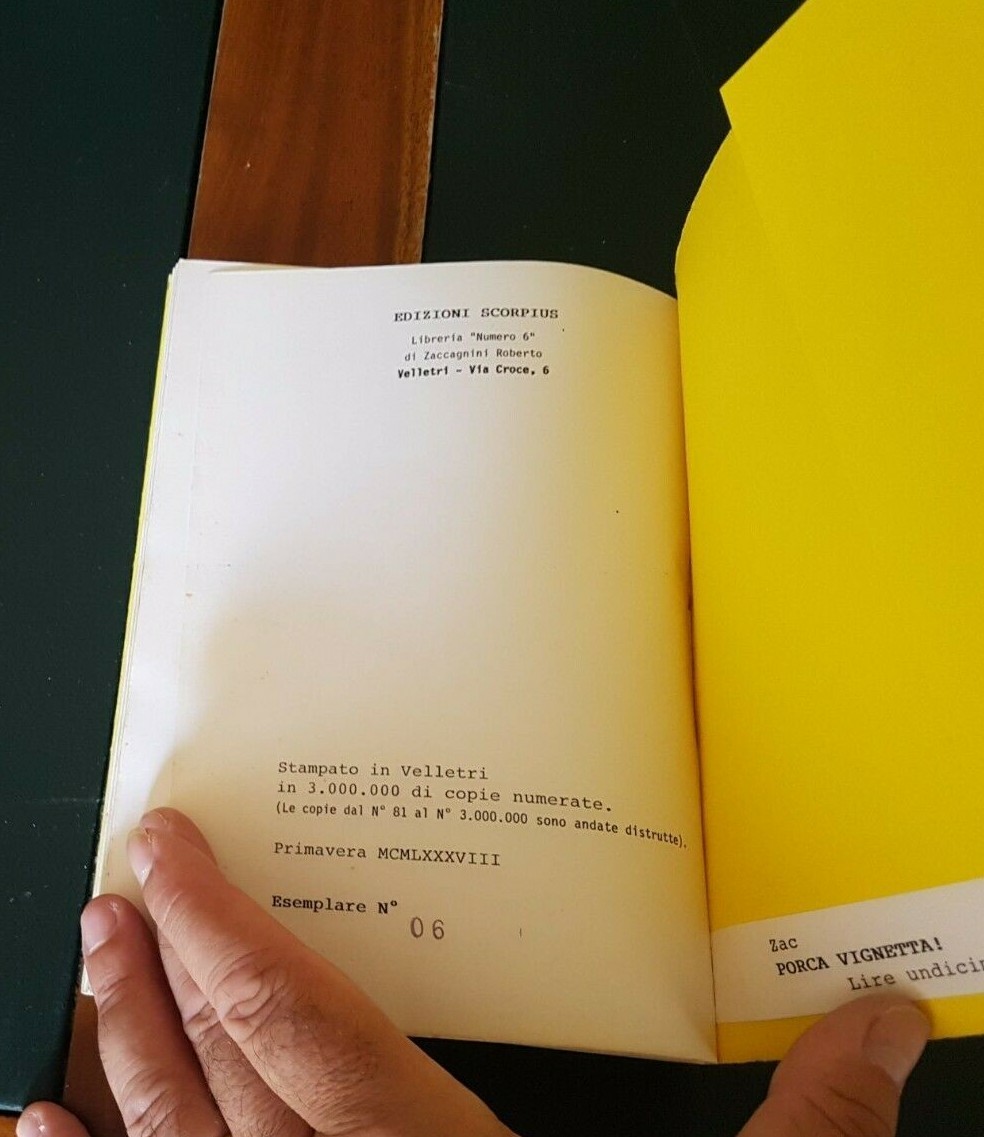 EDIZIONI SCORPIUS
Libreria "Numero 6"
di Zaccagnini Roberto
Velletri - Via Croce, 6
Stampato in Velletri
in 3.000.000 di copie numerate.
(Le copie dal N° 81 al N° 3.000.000 sono andate distrutte).
Primavera MCMLXXXVIII
Esemplare N°
06
Zac
PORCA VIGNETTA!
Lire